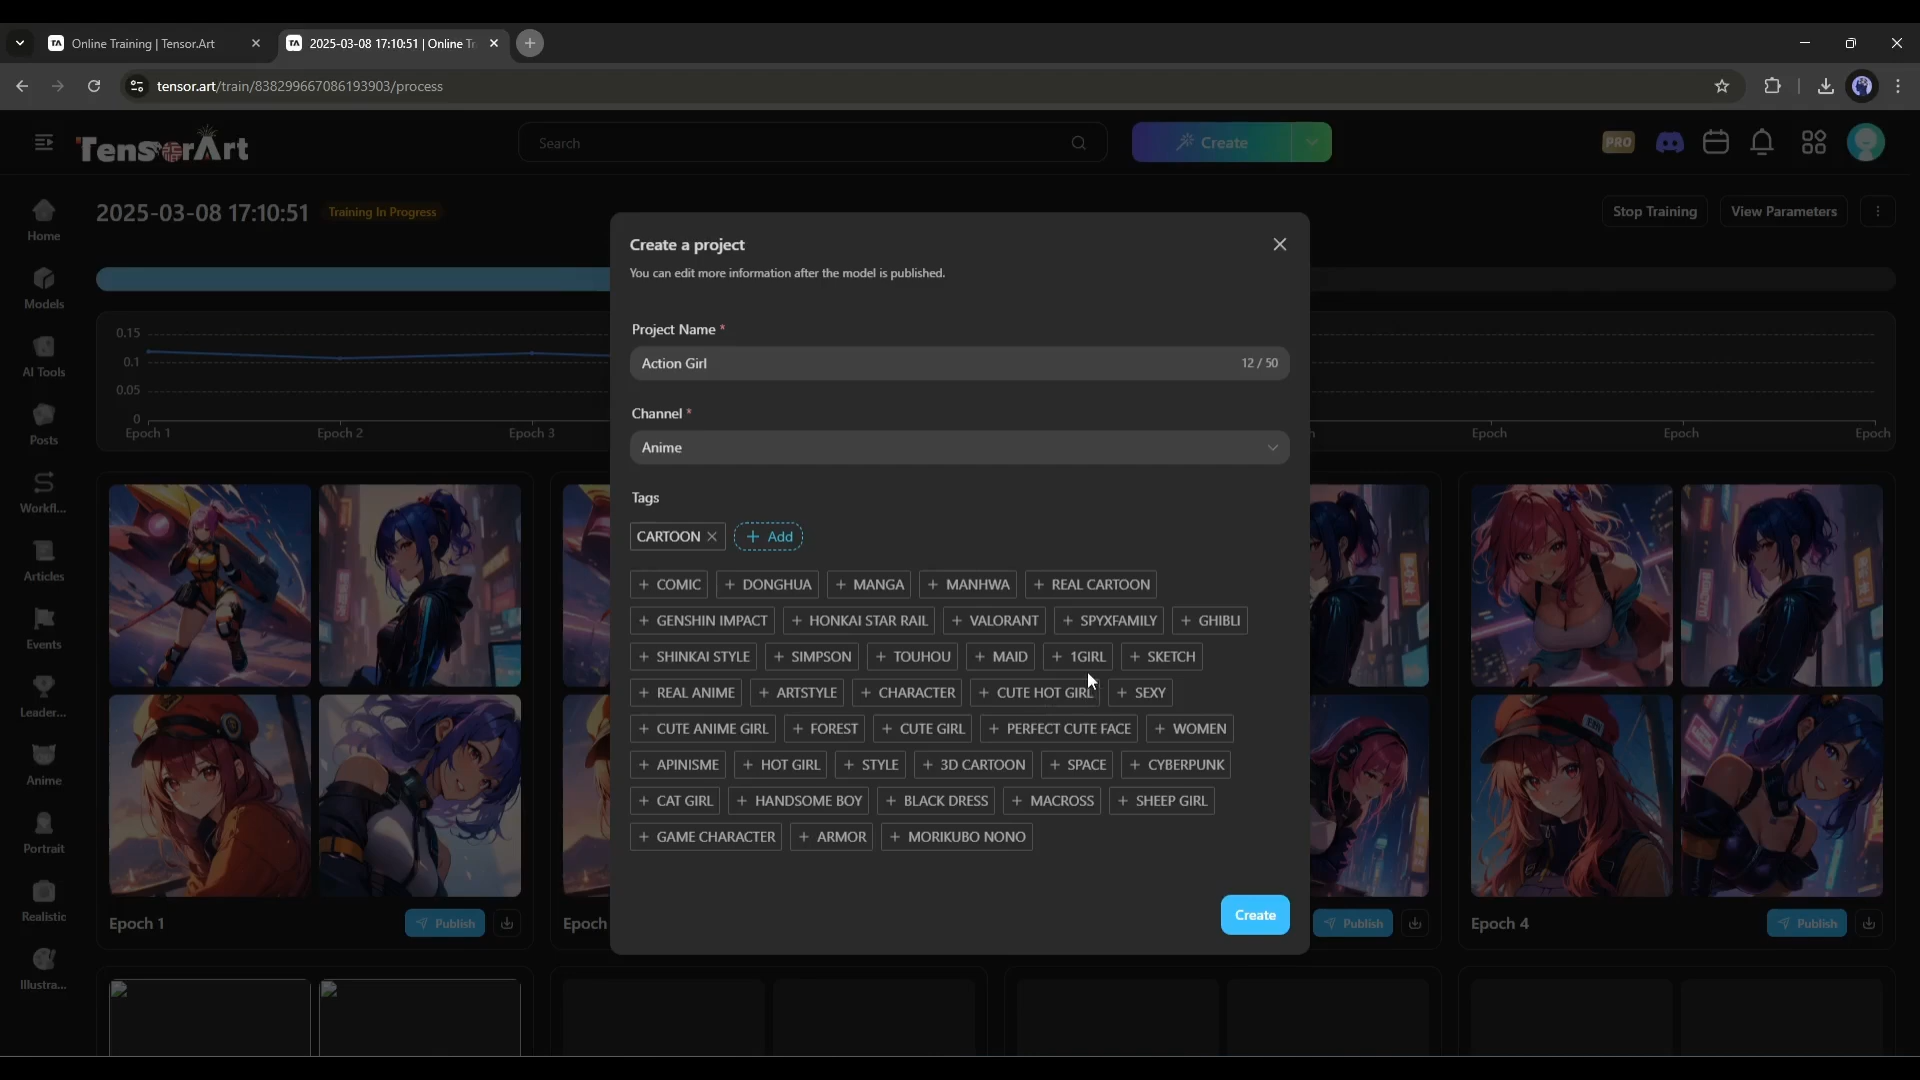 Online Training | Tensor.Art
2025-03-08 17:10:51 | Online Tr
tensor.art/train/838299667086193903/process
TensorArt
Search
Create
PRO
2025-03-08 17:10:51
Training In Progress
Stop Training
View Parameters
Home
Models
AI Tools
Posts
Workfl...
Articles
Events
Leader...
Anime
Portrait
Realistic
Illustra...
0.15
0.1
0.05
0
Epoch 1
Epoch 2
Epoch 3
Epoch
Epoch
Epoch
Create a project
You can edit more information after the model is published.
Project Name *
Action Girl
12 / 50
Channel *
Anime
Tags
CARTOON
+ Add
+ COMIC + DONGHUA + MANGA + MANHWA + REAL CARTOON
+ GENSHIN IMPACT + HONKAI STAR RAIL + VALORANT + SPYXFAMILY + GHIBLI
+ SHINKAI STYLE + SIMPSON + TOUHOU + MAID + 1GIRL + SKETCH
+ REAL ANIME + ARTSTYLE + CHARACTER + CUTE HOT GIRL + SEXY
+ CUTE ANIME GIRL + FOREST + CUTE GIRL + PERFECT CUTE FACE + WOMEN
+ APINISME + HOT GIRL + STYLE + 3D CARTOON + SPACE + CYBERPUNK
+ CAT GIRL + HANDSOME BOY + BLACK DRESS + MACROSS + SHEEP GIRL
+ GAME CHARACTER + ARMOR + MORIKUBO NONO
Create
Epoch 1
Publish
Epoch
Publish
Epoch 4
Publish